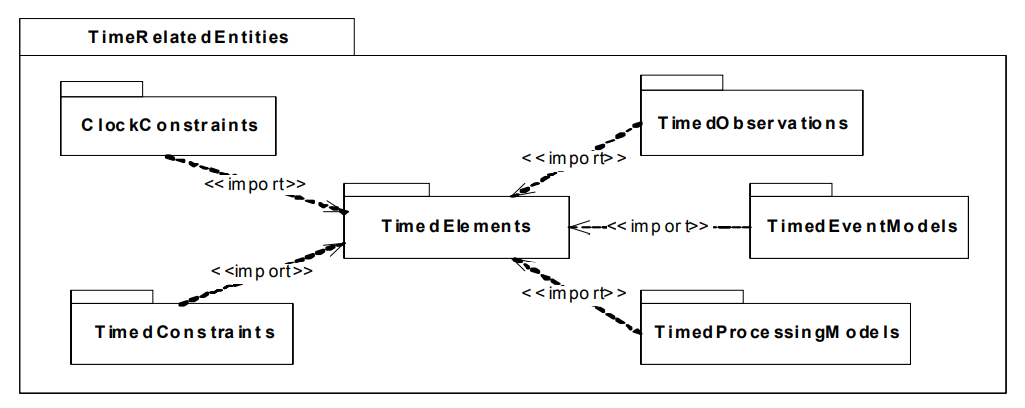 TimeRelatedEntities
ClockConstraints
TimedObservations
<<import>>
<<import>>
TimedElements
<<import>>
TimedEventModels
<<import>>
<<import>>
TimedConstraints
TimedProcessingModels